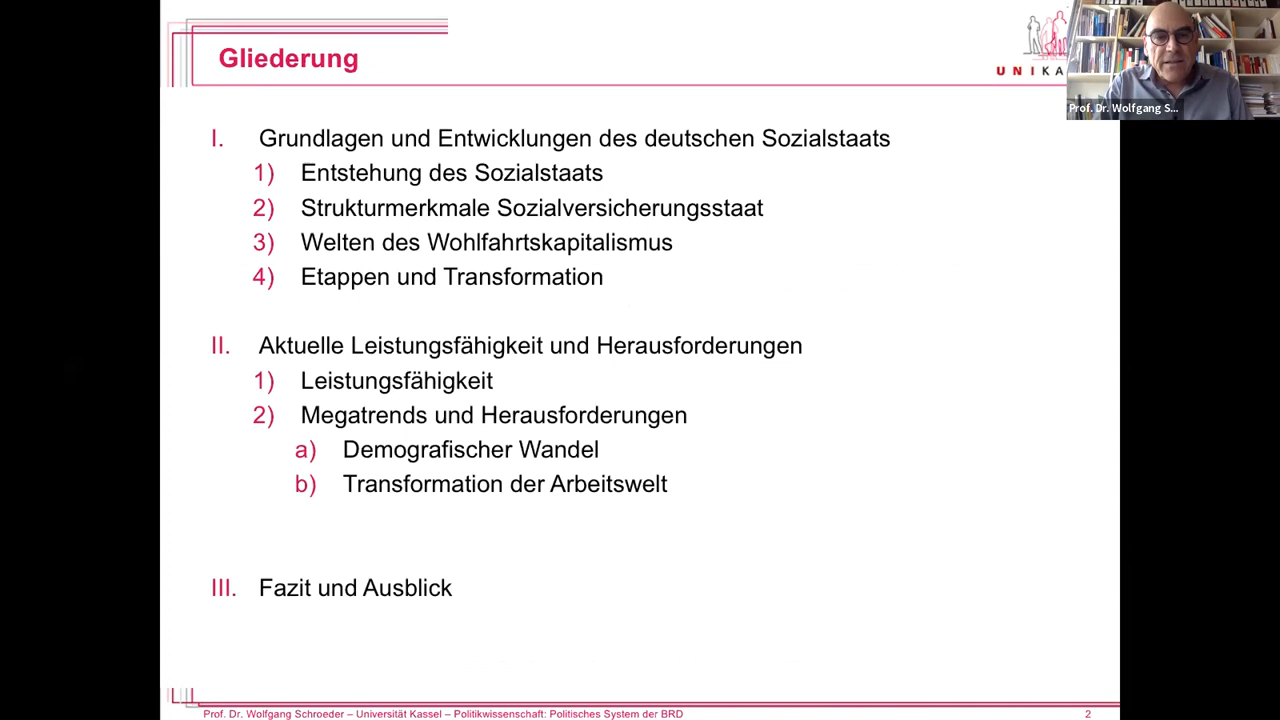 Gliederung
UNIKA
Prof. Dr. Wolfgang S...
I. Grundlagen und Entwicklungen des deutschen Sozialstaats
1) Entstehung des Sozialstaats
2) Strukturmerkmale Sozialversicherungsstaat
3) Welten des Wohlfahrtskapitalismus
4) Etappen und Transformation
II. Aktuelle Leistungsfähigkeit und Herausforderungen
1) Leistungsfähigkeit
2) Megatrends und Herausforderungen
a) Demografischer Wandel
b) Transformation der Arbeitswelt
III. Fazit und Ausblick
Prof. Dr. Wolfgang Schroeder – Universität Kassel – Politikwissenschaft: Politisches System der BRD 2